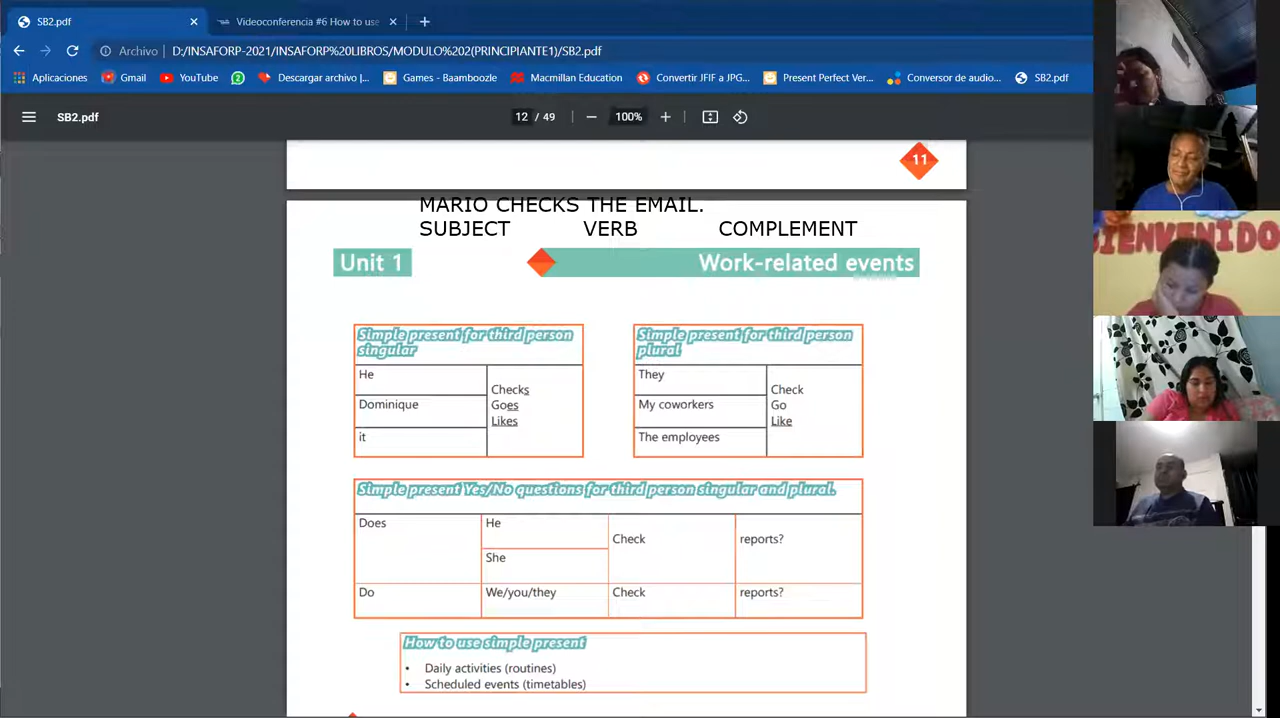 SB2.pdf
Videoconferencia #6 How to use
Archivo D:/INSAFORP-2021/INSAFORP%20LIBROS/MODULO%202(PRINCIPIANTE1)/SB2.pdf
Aplicaciones Gmail YouTube 2 Descargar archivo |... Games - Baamboozle Macmillan Education Convertir JFIF a JPG... Present Perfect Ver... Conversor de audio... SB2.pdf
SB2.pdf 12 / 49 100%
11
MARIO CHECKS THE EMAIL.
SUBJECT VERB COMPLEMENT
Unit 1 Work-related events
Simple present for third person
singular
He
Dominique
it
Checks
Goes
Likes
Simple present for third person
plural
They
My coworkers
The employees
Check
Go
Like
Simple present Yes/No questions for third person singular and plural.
Does He Check reports?
She
Do We/you/they Check reports?
How to use simple present
• Daily activities (routines)
• Scheduled events (timetables)
BIENVENIDO